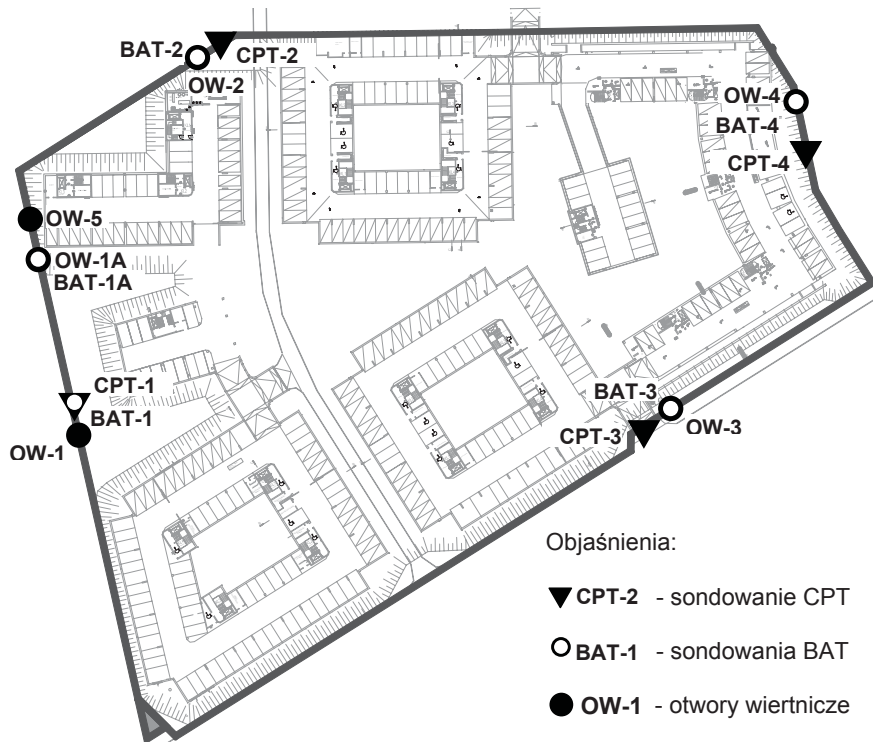 BAT-2
CPT-2
OW-2
OW-4
BAT-4
CPT-4
OW-5
OW-1A
BAT-1A
CPT-1
BAT-1
OW-1
BAT-3
OW-3
CPT-3
Objaśnienia:
CPT-2 - sondowanie CPT
BAT-1 - sondowania BAT
OW-1 - otwory wiertnicze